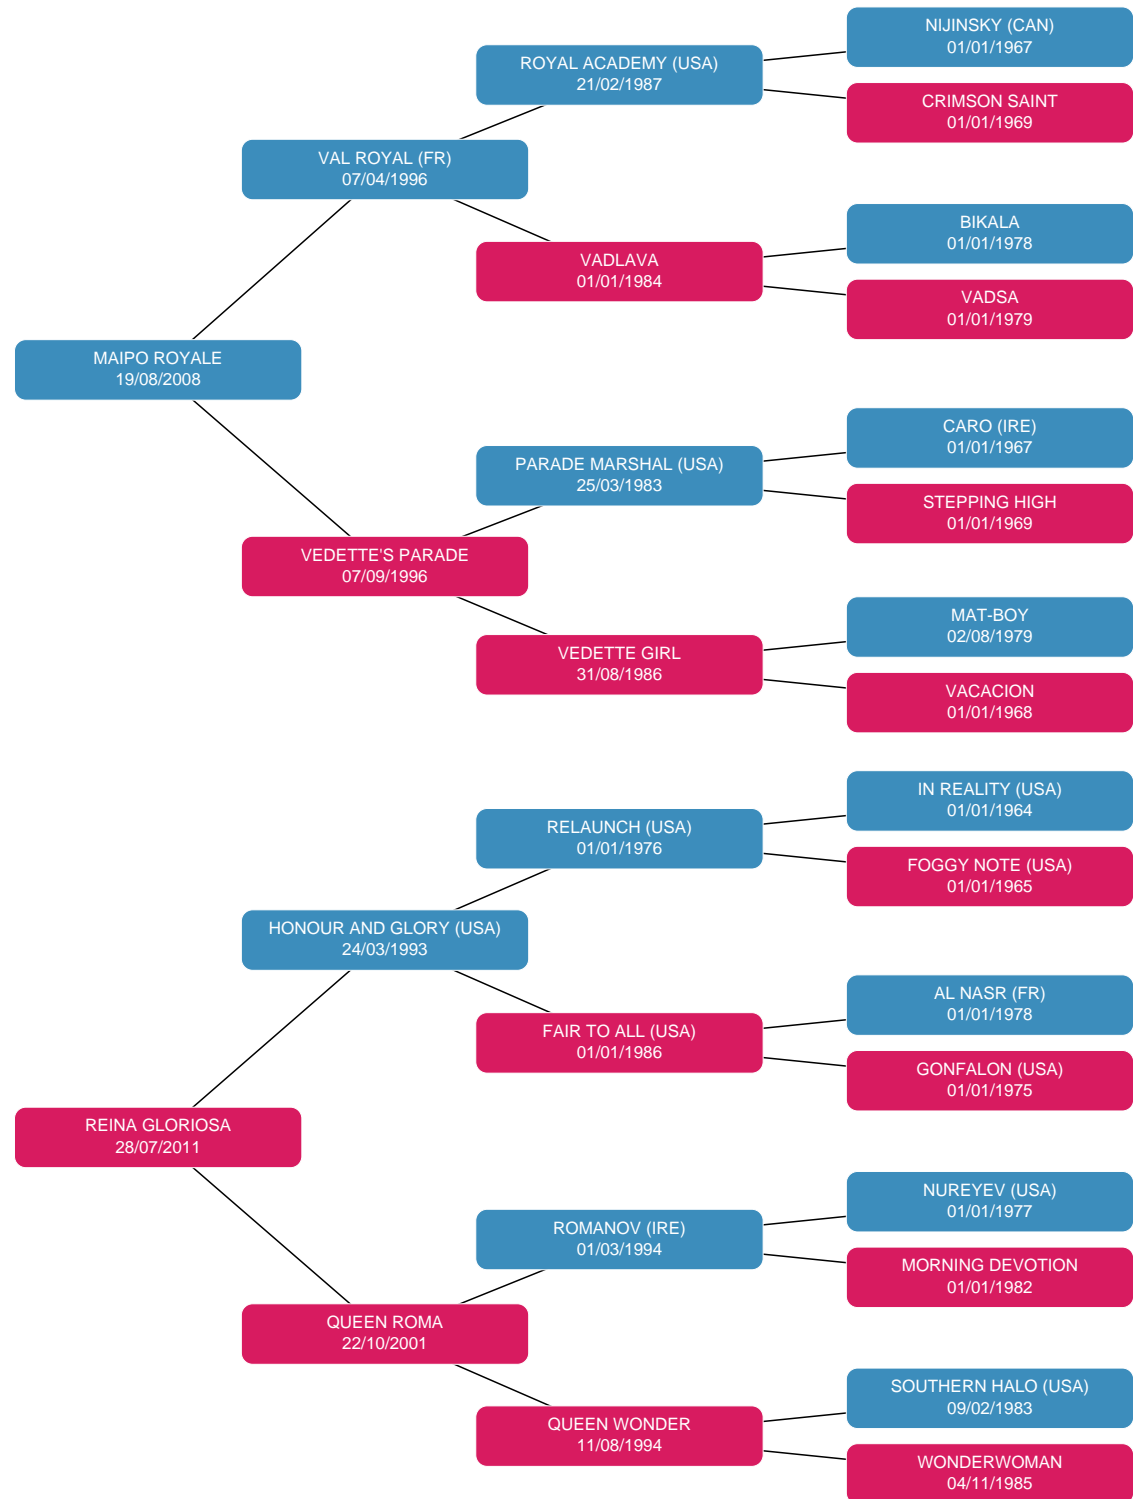 NIJINSKY (CAN)
01/01/1967
ROYAL ACADEMY (USA)
21/02/1987
CRIMSON SAINT
01/01/1969
VAL ROYAL (FR)
07/04/1996
BIKALA
01/01/1978
VADLAVA
01/01/1984
VADSA
01/01/1979
MAIPO ROYALE
19/08/2008
CARO (IRE)
01/01/1967
PARADE MARSHAL (USA)
25/03/1983
STEPPING HIGH
01/01/1969
VEDETTE'S PARADE
07/09/1996
MAT-BOY
02/08/1979
VEDETTE GIRL
31/08/1986
VACACION
01/01/1968
IN REALITY (USA)
01/01/1964
RELAUNCH (USA)
01/01/1976
FOGGY NOTE (USA)
01/01/1965
HONOUR AND GLORY (USA)
24/03/1993
AL NASR (FR)
01/01/1978
FAIR TO ALL (USA)
01/01/1986
GONFALON (USA)
01/01/1975
REINA GLORIOSA
28/07/2011
NUREYEV (USA)
01/01/1977
ROMANOV (IRE)
01/03/1994
MORNING DEVOTION
01/01/1982
QUEEN ROMA
22/10/2001
SOUTHERN HALO (USA)
09/02/1983
QUEEN WONDER
11/08/1994
WONDERWOMAN
04/11/1985